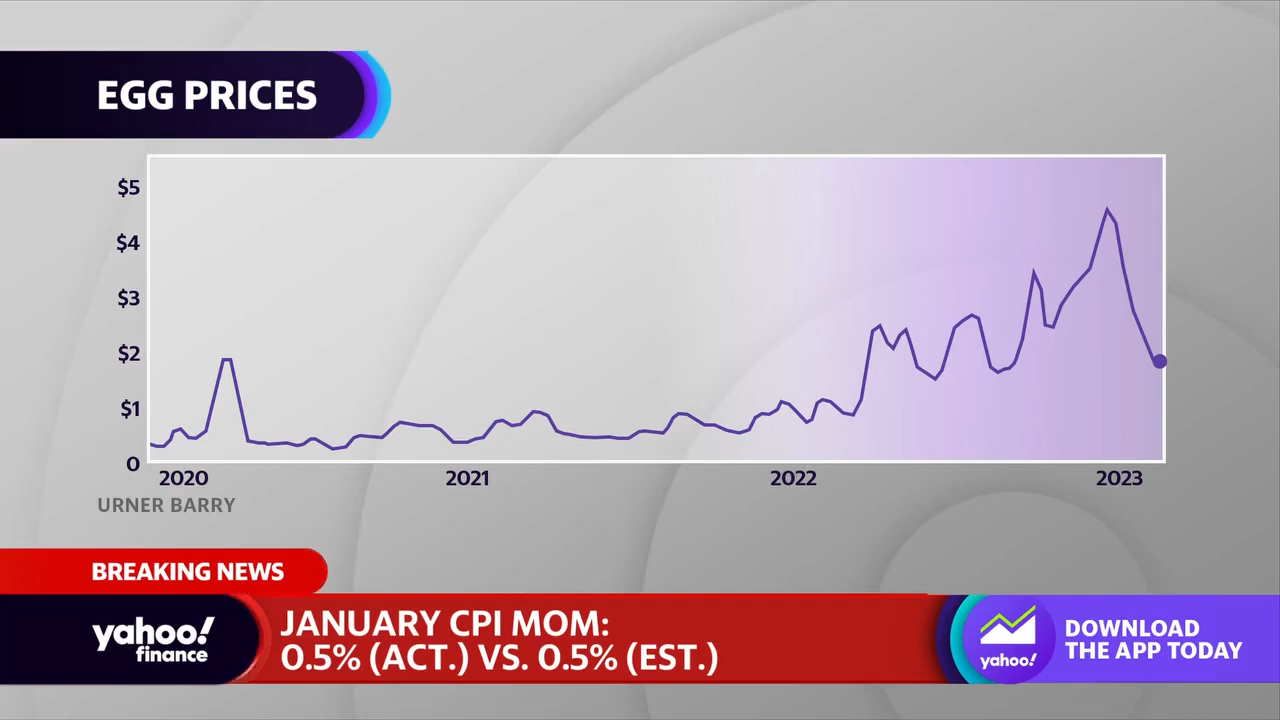 EGG PRICES
$5
$4
$3
$2
$1
0
2020 2021 2022 2023
URNER BARRY
BREAKING NEWS
yahoo!
finance
JANUARY CPI MOM:
0.5% (ACT.) VS. 0.5% (EST.)
yahoo!
DOWNLOAD
THE APP TODAY